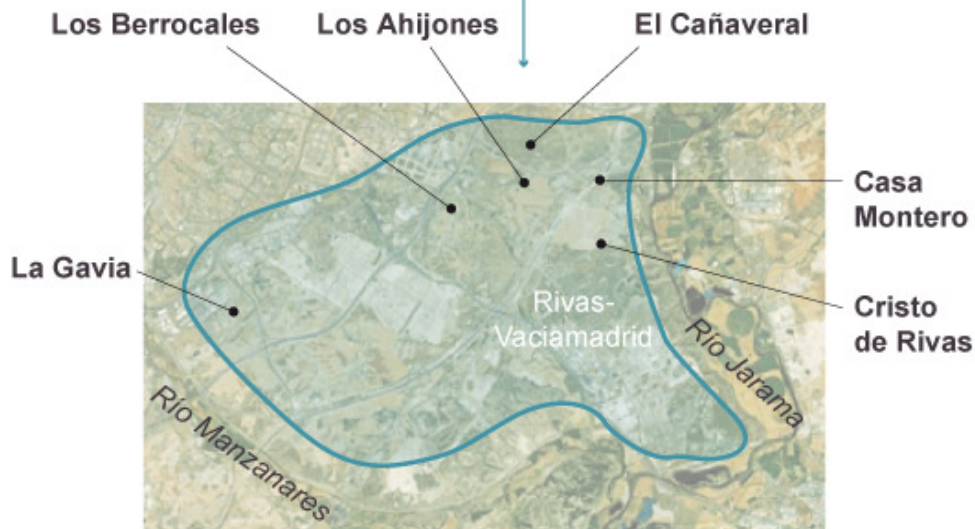 Los Berrocales
Los Ahijones
El Cañaveral
Casa
Montero
La Gavia
Rivas-
Vaciamadrid
Cristo
de Rivas
Río Jarama
Río Manzanares